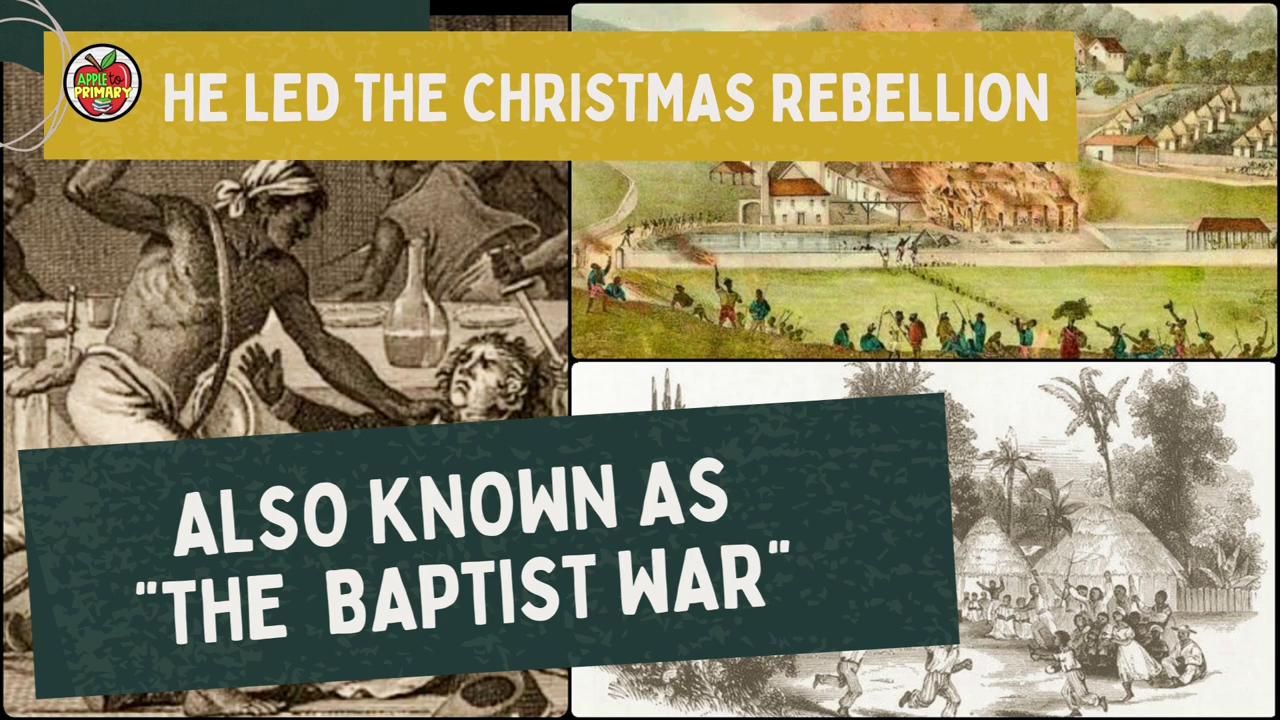 APPLE to
PRIMARY
HE LED THE CHRISTMAS REBELLION
ALSO KNOWN AS
"THE BAPTIST WAR"